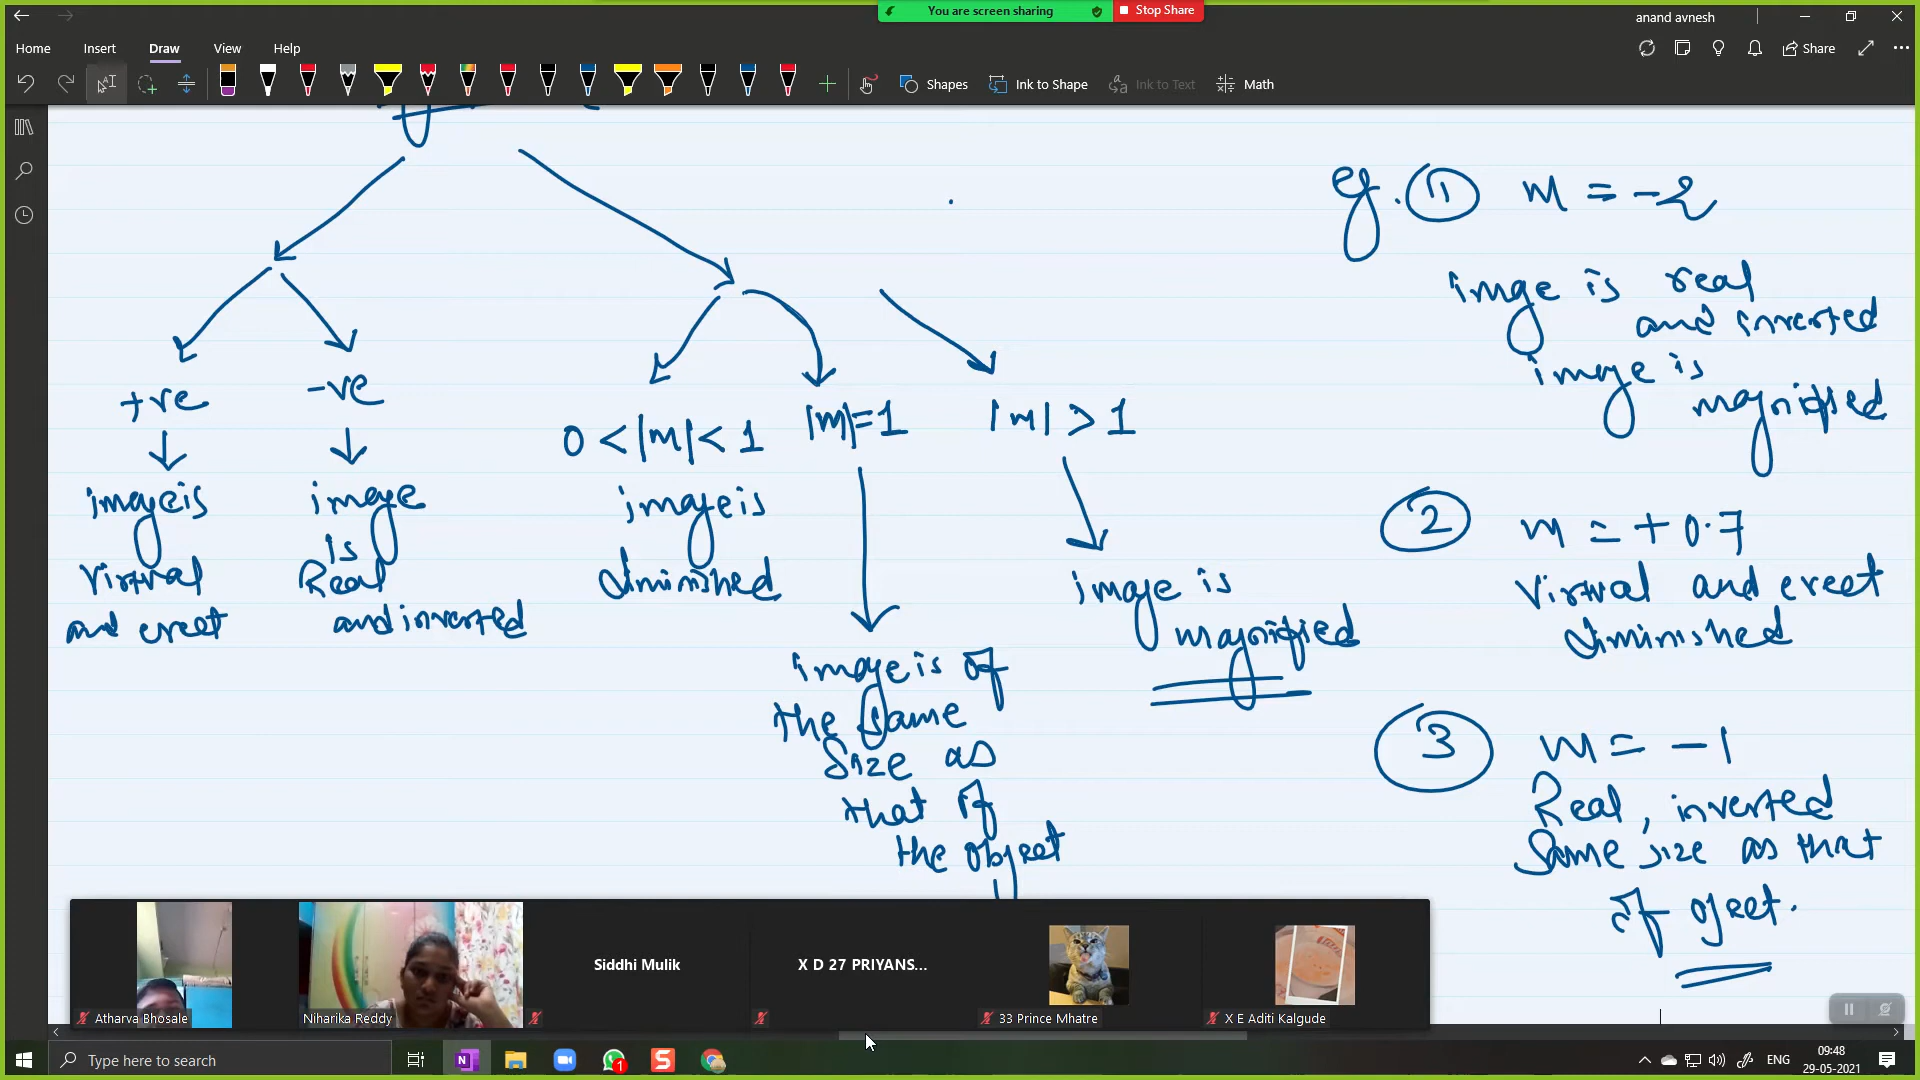 You are screen sharing
Stop Share
anand avnesh
Home Insert Draw View Help
Share
Shapes Ink to Shape Ink to Text Math
+ve
image is
Virtual
and erect
-ve
image
is
Real
and inverted
0 < |m| < 1
image is
diminished
|m| = 1
image is of
the same
size as
that of
the object
|m| > 1
image is
magnified
eg. 1) m = -2
imge is real
and inverted
image is
magnified
2 m = + 0.7
Virtual and erect
diminished
3 m = - 1
Real, inverted
Same size as that
of oject.
Atharva Bhosale
Niharika Reddy
Siddhi Mulik
X D 27 PRIYANS...
33 Prince Mhatre
X E Aditi Kalgude
Type here to search
1
ENG
09:48
29-05-2021